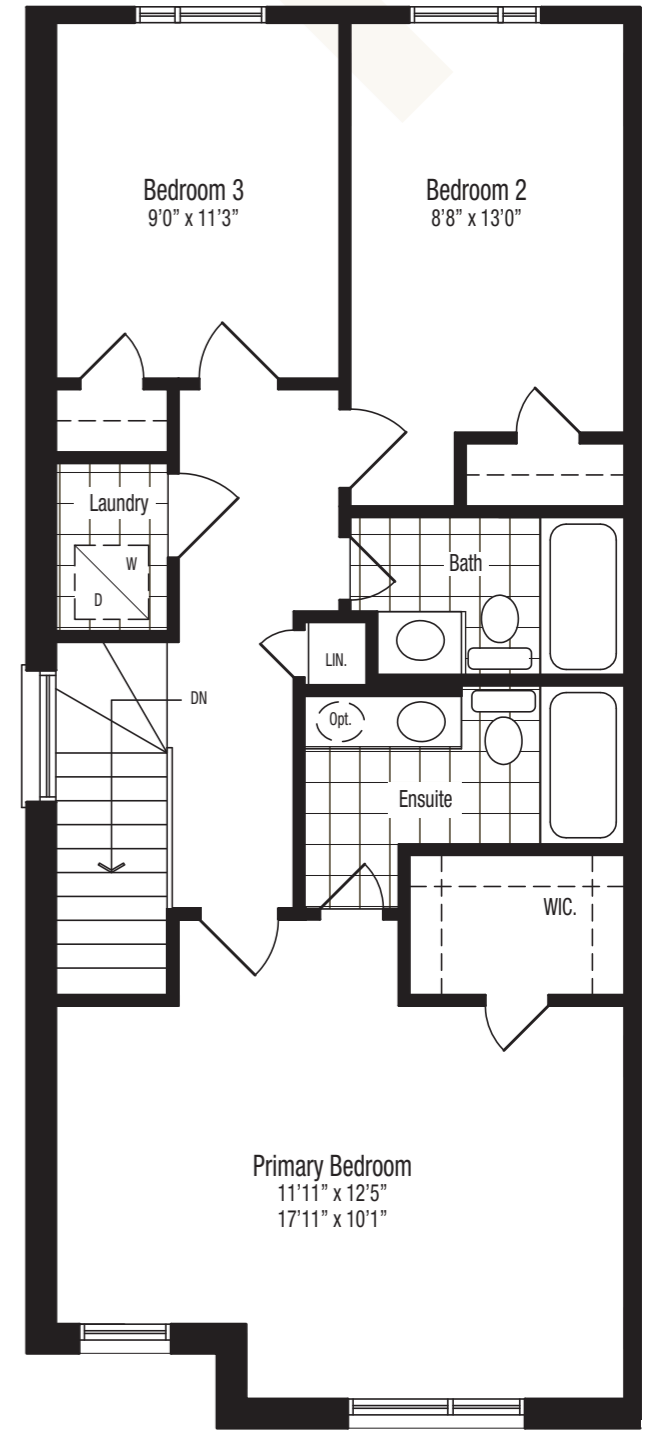 Bedroom 3
9’0” x 11’3”
Bedroom 2
8’8” x 13’0”
Laundry
W
D
Bath
LIN.
DN
Opt.
Ensuite
WIC.
Primary Bedroom
11’11” x 12’5”
17’11” x 10’1”